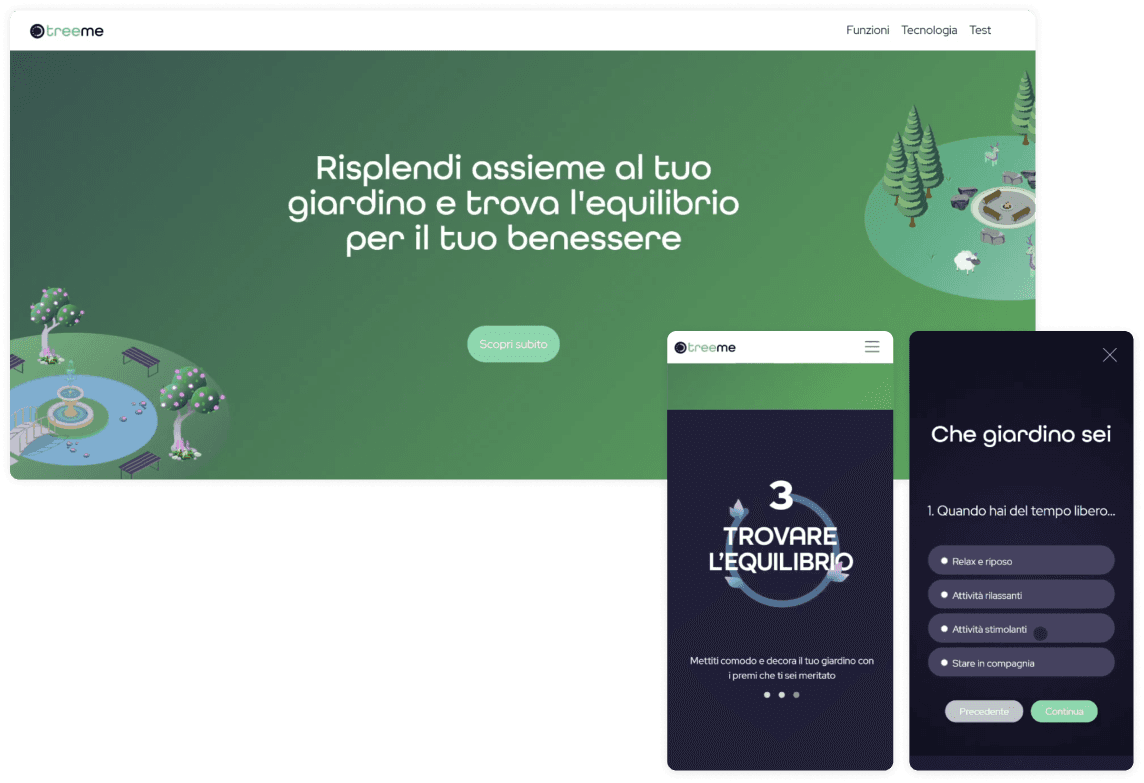 treeme
Funzioni Tecnologia Test
Risplendi assieme al tuo
giardino e trova l'equilibrio
per il tuo benessere
Scopri subito
treeme
3
TROVARE
L’EQUILIBRIO
Mettiti comodo e decora il tuo giardino con
i premi che ti sei meritato
Che giardino sei
1. Quando hai del tempo libero...
Relax e riposo
Attività rilassanti
Attività stimolanti
Stare in compagnia
Precedente Continua